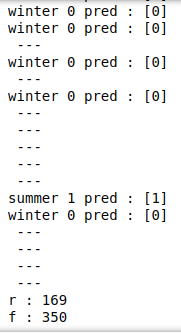 winter 0 pred : [0]
winter 0 pred : [0]
---
winter 0 pred : [0]
---
winter 0 pred : [0]
---
---
---
---
---
summer 1 pred : [1]
winter 0 pred : [0]
---
---
---
---
r : 169
f : 350